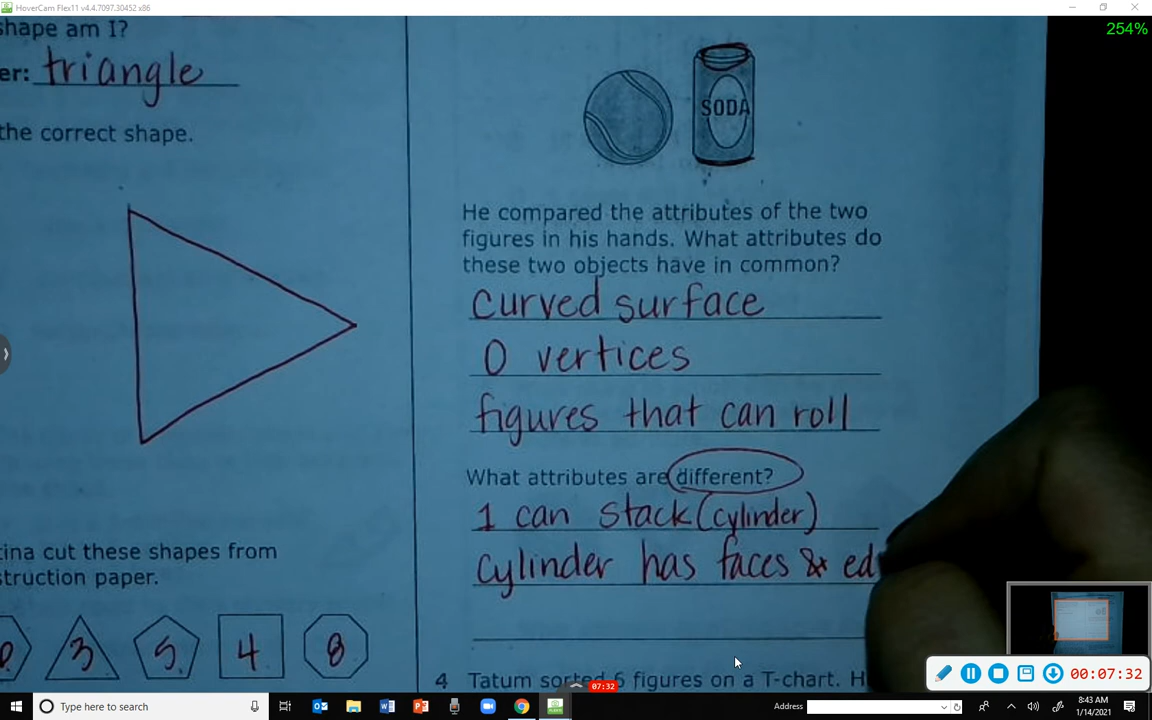 HoverCam Flex11 v4.4.7097.30452 x86
254%
shape am I?
er: triangle
the correct shape.
tina cut these shapes from
struction paper.
3 5 4 8
SODA
He compared the attributes of the two
figures in his hands. What attributes do
these two objects have in common?
Curved surface
0 vertices
figures that can roll
What attributes are different?
1 can stack (cylinder)
Cylinder has faces & ed
4 Tatum sorted 6 figures on a T-chart. H
07:32
00:07:32
Type here to search
Address
8:43 AM
1/14/2021